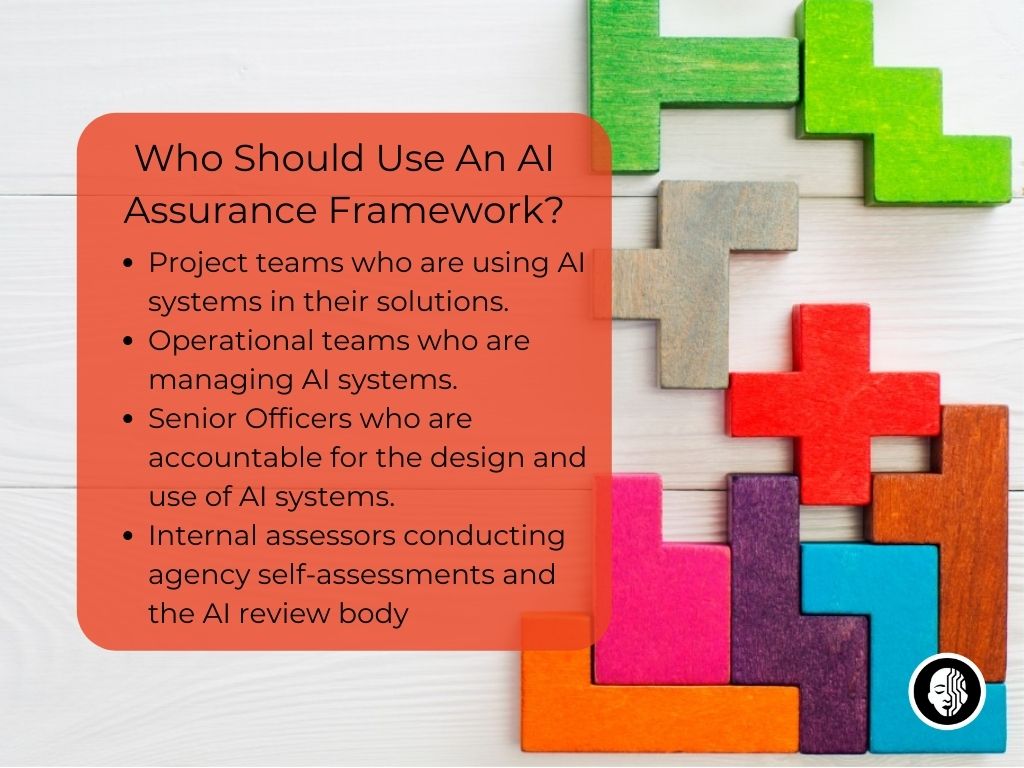 Who Should Use An AI
Assurance Framework?
• Project teams who are using AI
systems in their solutions.
• Operational teams who are
managing AI systems.
• Senior Officers who are
accountable for the design and
use of AI systems.
• Internal assessors conducting
agency self-assessments and
the AI review body